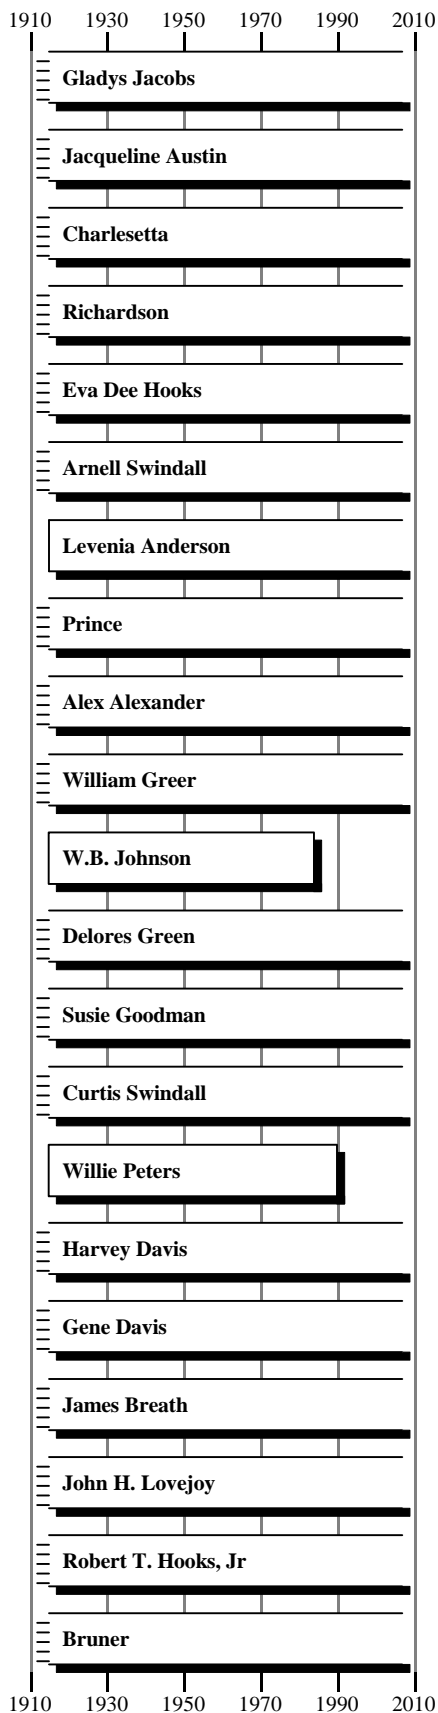 1910 1930 1950 1970 1990 2010
Gladys Jacobs
Jacqueline Austin
Charlesetta
Richardson
Eva Dee Hooks
Arnell Swindall
Levenia Anderson
Prince
Alex Alexander
William Greer
W.B. Johnson
Delores Green
Susie Goodman
Curtis Swindall
Willie Peters
Harvey Davis
Gene Davis
James Breath
John H. Lovejoy
Robert T. Hooks, Jr
Bruner
1910 1930 1950 1970 1990 2010